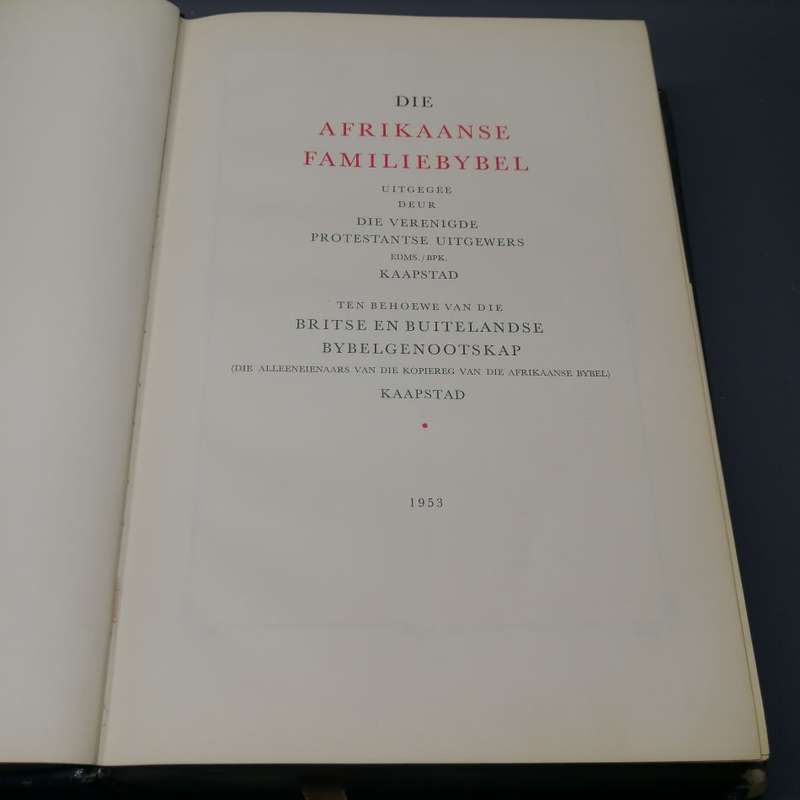 DIE
AFRIKAANSE
FAMILIEBYBEL
UITGEGEE
DEUR
DIE VERENIGDE
PROTESTANTSE UITGEWERS
EDMS./BPK.
KAAPSTAD
TEN BEHOEWE VAN DIE
BRITSE EN BUITELANDSE
BYBELGENOOTSKAP
(DIE ALLEENEIENAARS VAN DIE KOPIEREG VAN DIE AFRIKAANSE BYBEL)
KAAPSTAD
1953